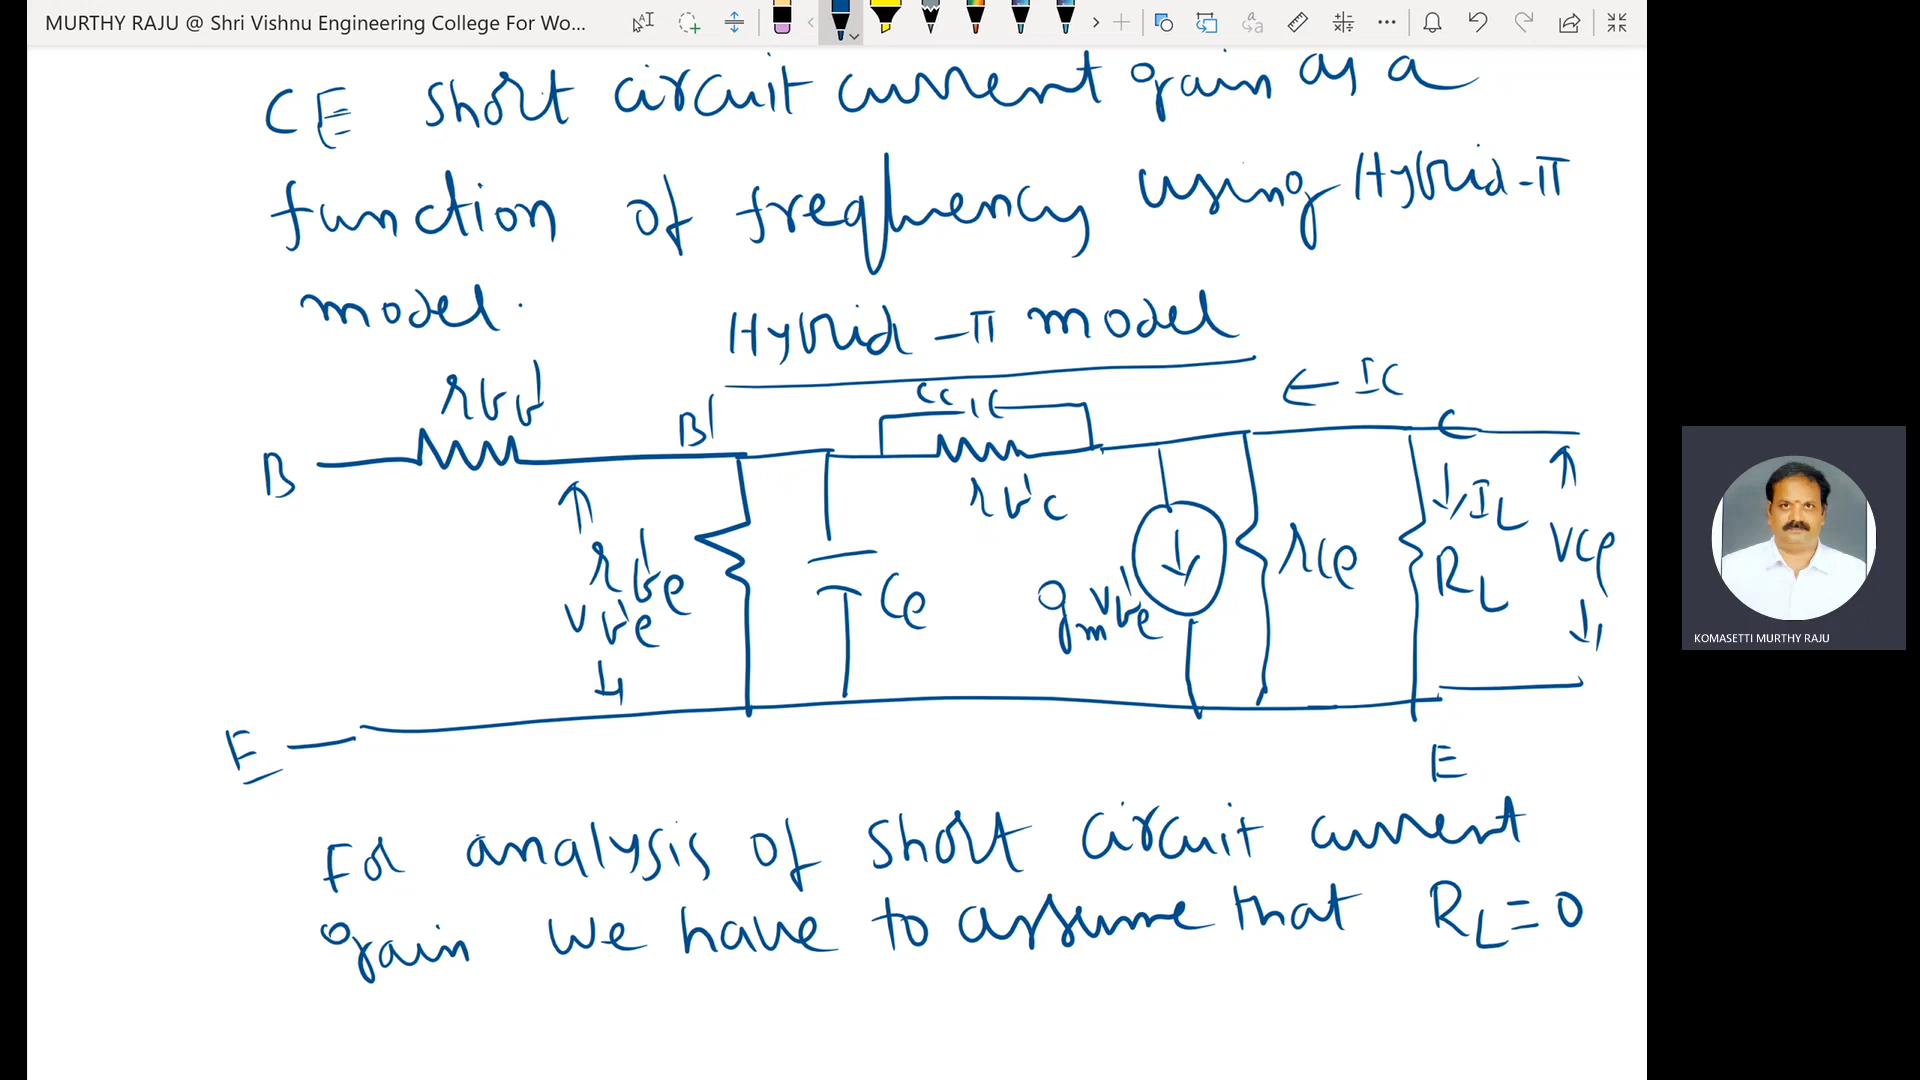 MURTHY RAJU @ Shri Vishnu Engineering College For Wo...
CE short circuit current gain as a
function of frequency using Hybrid-π
model.
Hybrid-π model
rbb'
B'
Cc
← Ic
B
C
rb'c
rb'e
Vb'e
Ce
gmVb'e
rce
IL
RL
Vce
E
E
For analysis of short circuit current
gain we have to assume that RL=0
KOMASETTI MURTHY RAJU